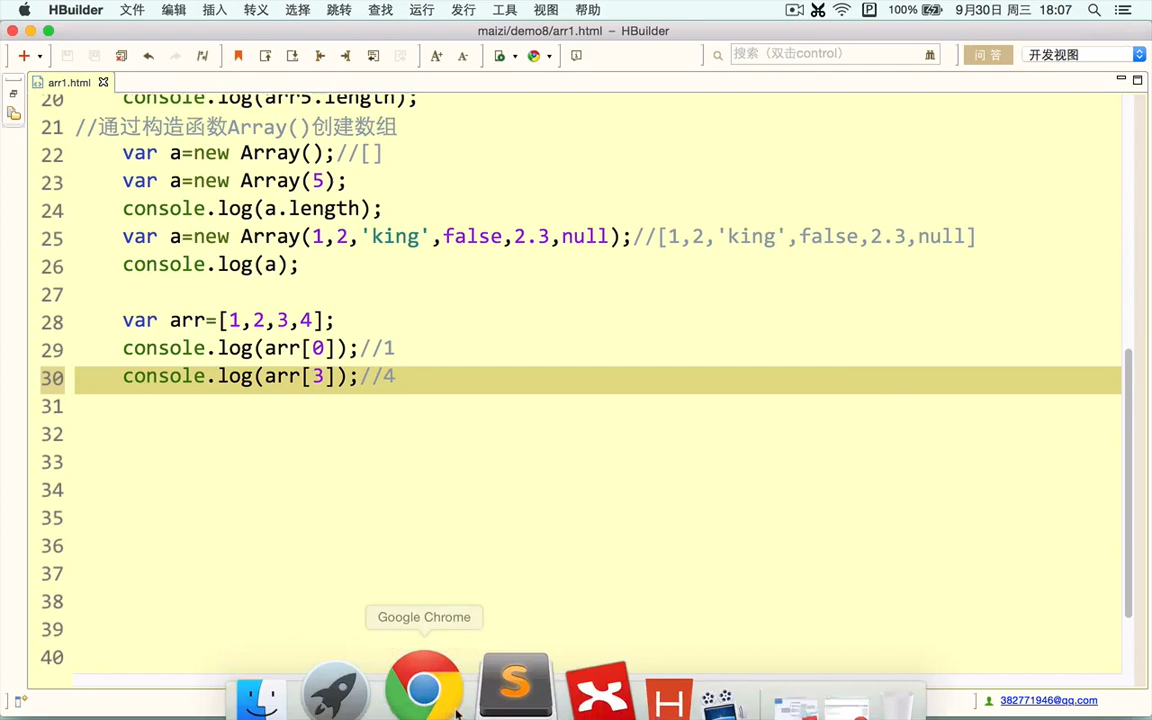 HBuilder 文件 编辑 插入 转义 选择 跳转 查找 运行 发行 工具 视图 帮助 100% 9月30日 周三 18:07
maizi/demo8/arr1.html – HBuilder
搜索（双击control） 问 答 开发视图
arr1.html
20 console.log(arr5.length);
21 //通过构造函数Array()创建数组
22 var a=new Array();//[]
23 var a=new Array(5);
24 console.log(a.length);
25 var a=new Array(1,2,'king',false,2.3,null);//[1,2,'king',false,2.3,null]
26 console.log(a);
27
28 var arr=[1,2,3,4];
29 console.log(arr[0]);//1
30 console.log(arr[3]);//4
31
32
33
34
35
36
37
38
39
40
Google Chrome
382771946@qq.com